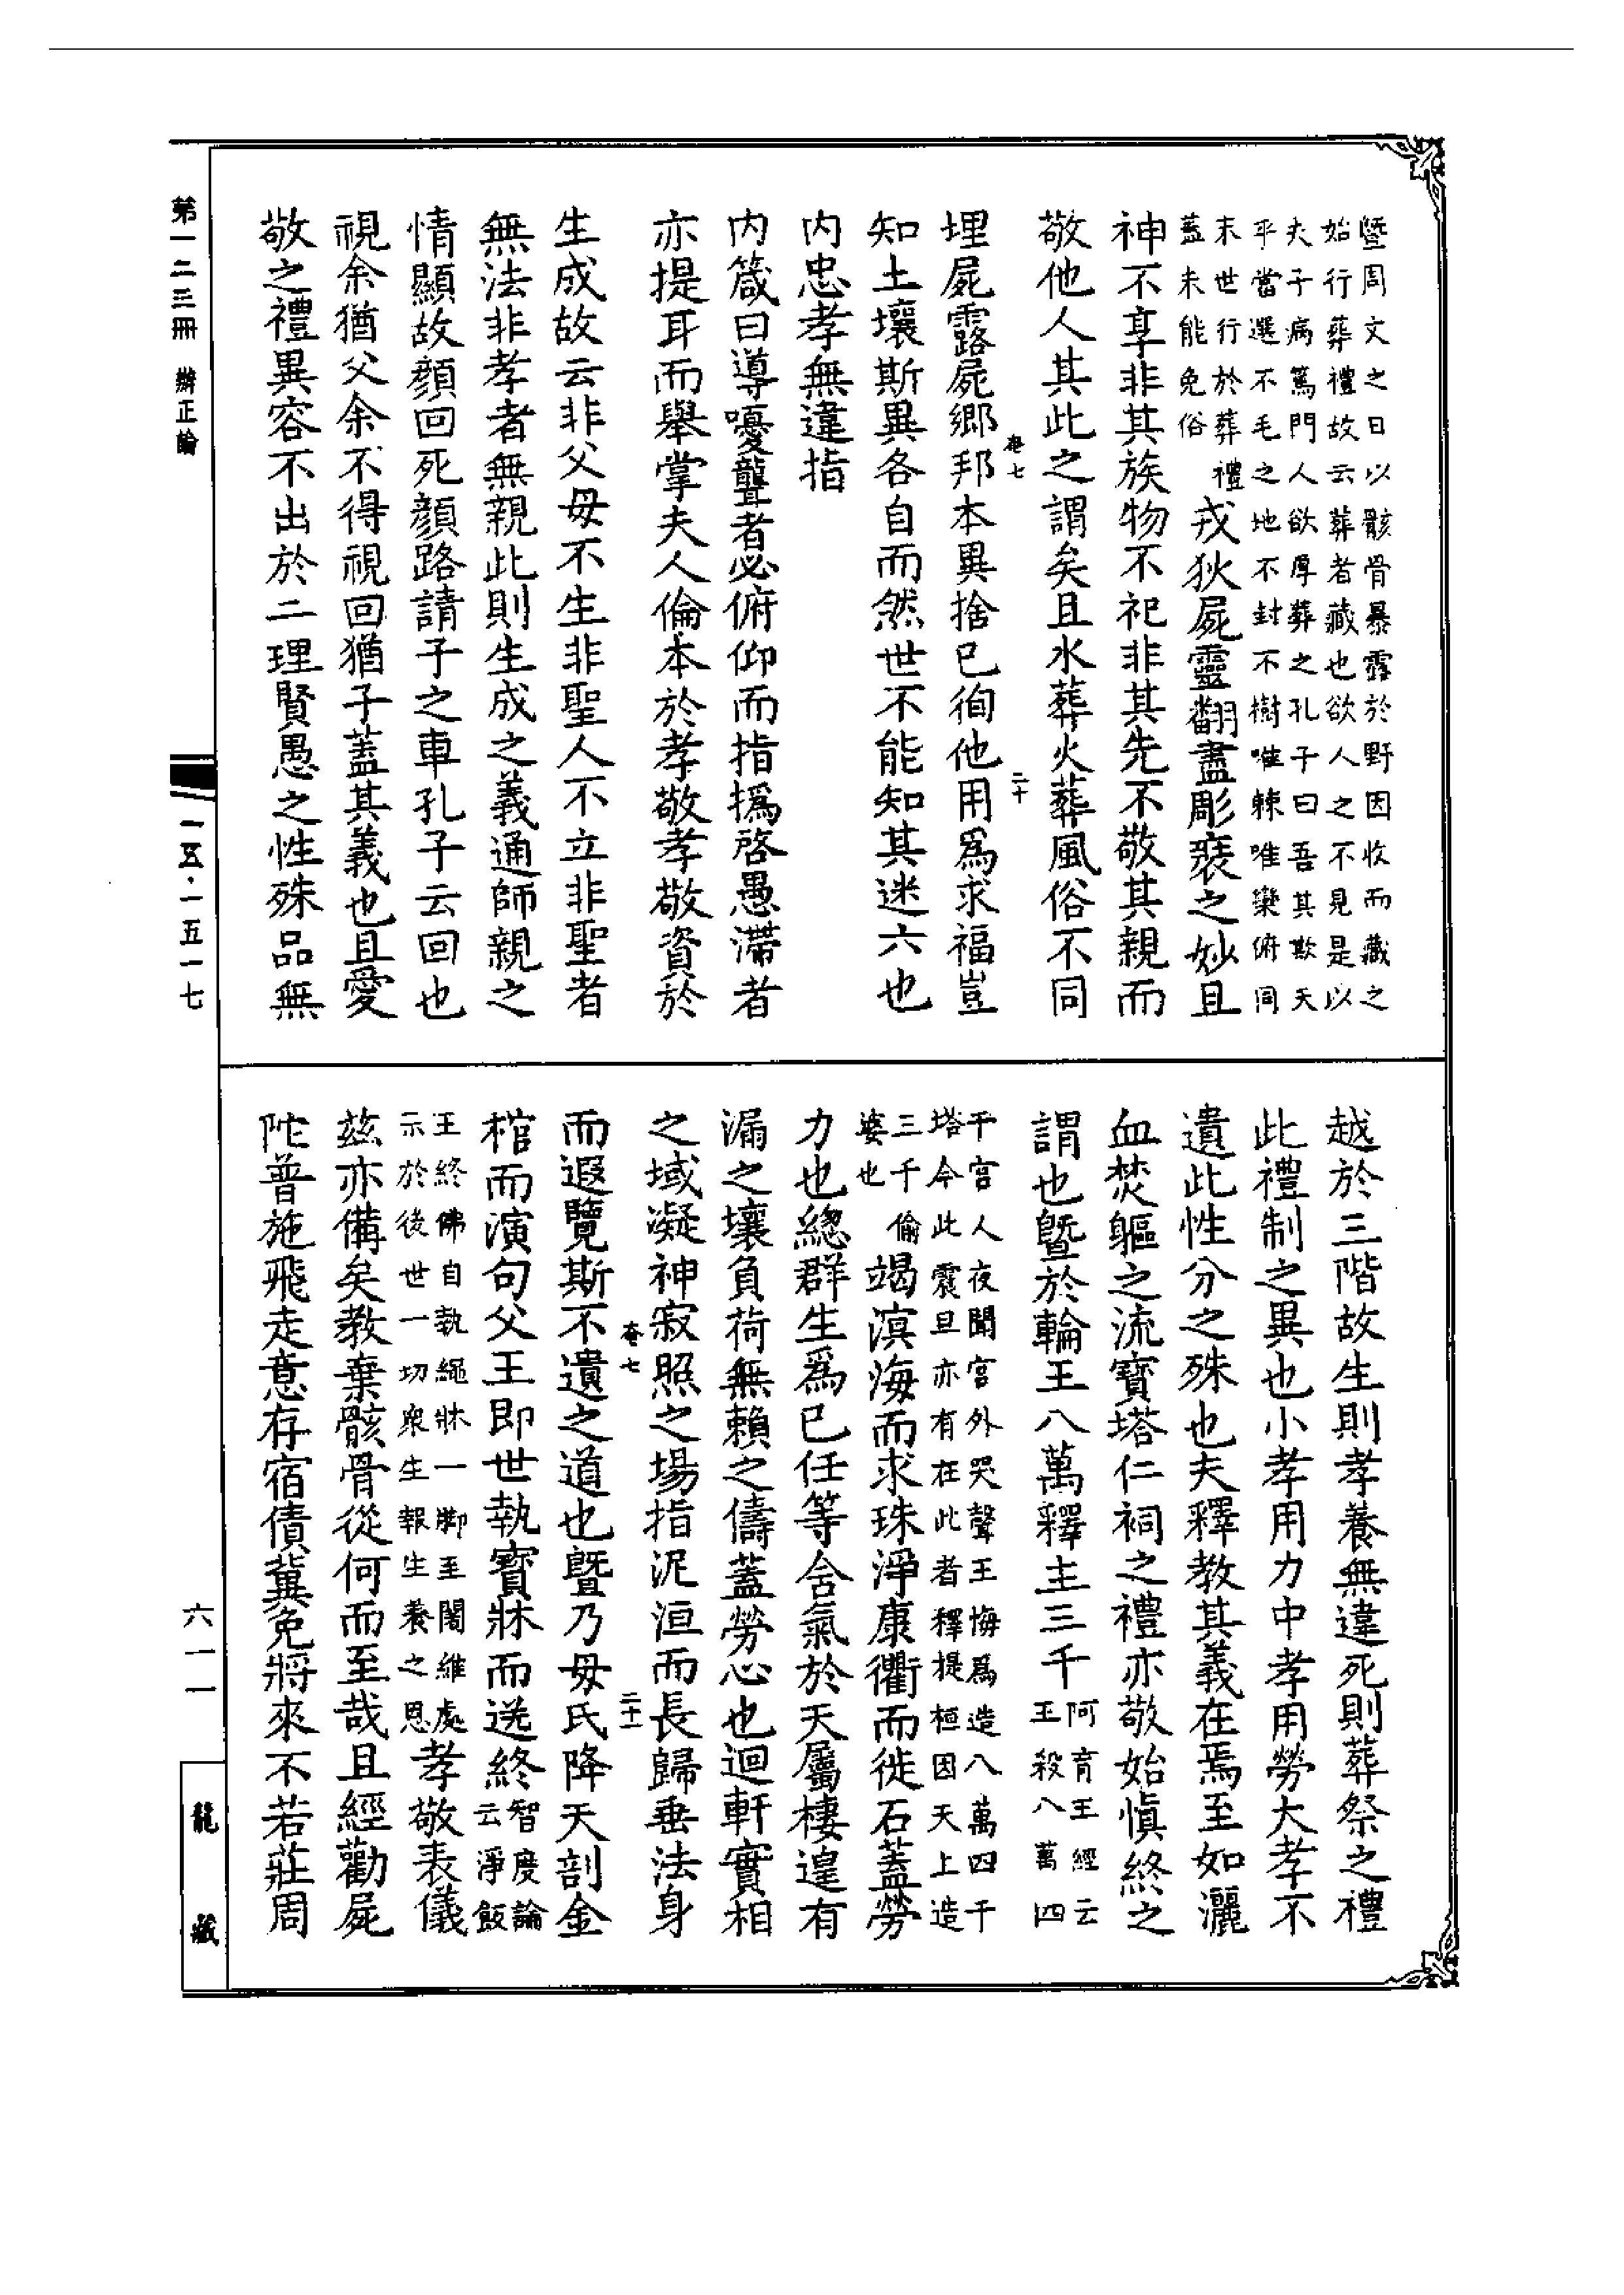 暨周文之日以骸骨暴露於野因收而藏之
始行葬禮故云葬者藏也欲人之不見是以
夫子病篤門人欲厚葬之孔子曰吾其欺天
乎當選不毛之地不封不樹唯棘唯欒俯同
末世行於葬禮
蓋未能免俗
戎狄屍靈翻盡彫裒之妙且
神不享非其族物不祀非其先不敬其親而
敬他人其此之謂矣且水葬火葬風俗不同
埋屍露屍鄉邦本異捨已徇他用為求福豈
卷七 二十
知土壤斯異各自而然世不能知其迷六也
内忠孝無違指
内箴曰導嚘聾者必俯仰而指撝啓愚滯者
亦提耳而舉掌夫人倫本於孝敬孝敬資於
生成故云非父母不生非聖人不立非聖者
無法非孝者無親此則生成之義通師親之
情顯故顏回死顏路請子之車孔子云回也
視余猶父余不得視回猶子蓋其義也且愛
敬之禮異容不出於二理賢愚之性殊品無
越於三階故生則孝養無違死則葬祭之禮
此禮制之異也小孝用力中孝用勞大孝不
遺此性分之殊也夫釋教其義在焉至如灑
血焚軀之流寶塔仁祠之禮亦敬始慎終之
謂也曁於輪王八萬釋主三千
阿育王經云
王殺八萬四
千宮人夜聞宮外哭聲王悔為造八萬四千
塔今此震旦亦有在此者釋提桓因天上造
三千偷
婆也
竭溟海而求珠淨康衢而徙石蓋勞
力也總群生為已任等含氣於天屬棲遑有
漏之壤負荷無賴之儔蓋勞心也迴軒實相
之域凝神寂照之場指泥洹而長歸乗法身
卷七 二十一
而遐覽斯不遺之道也曁乃母氏降天剖金
棺而演句父王即世執寶牀而送終
智度論
云淨飯
王終佛自執繩牀一脚至闍維處
示於後世一切衆生報生養之恩
孝敬表儀
茲亦備矣教棄骸骨從何而至哉且經勸屍
陀普施飛走意存宿債冀免將來不若莊周
第一二三冊 辯正論
一五·一五一七
六一一
龍藏